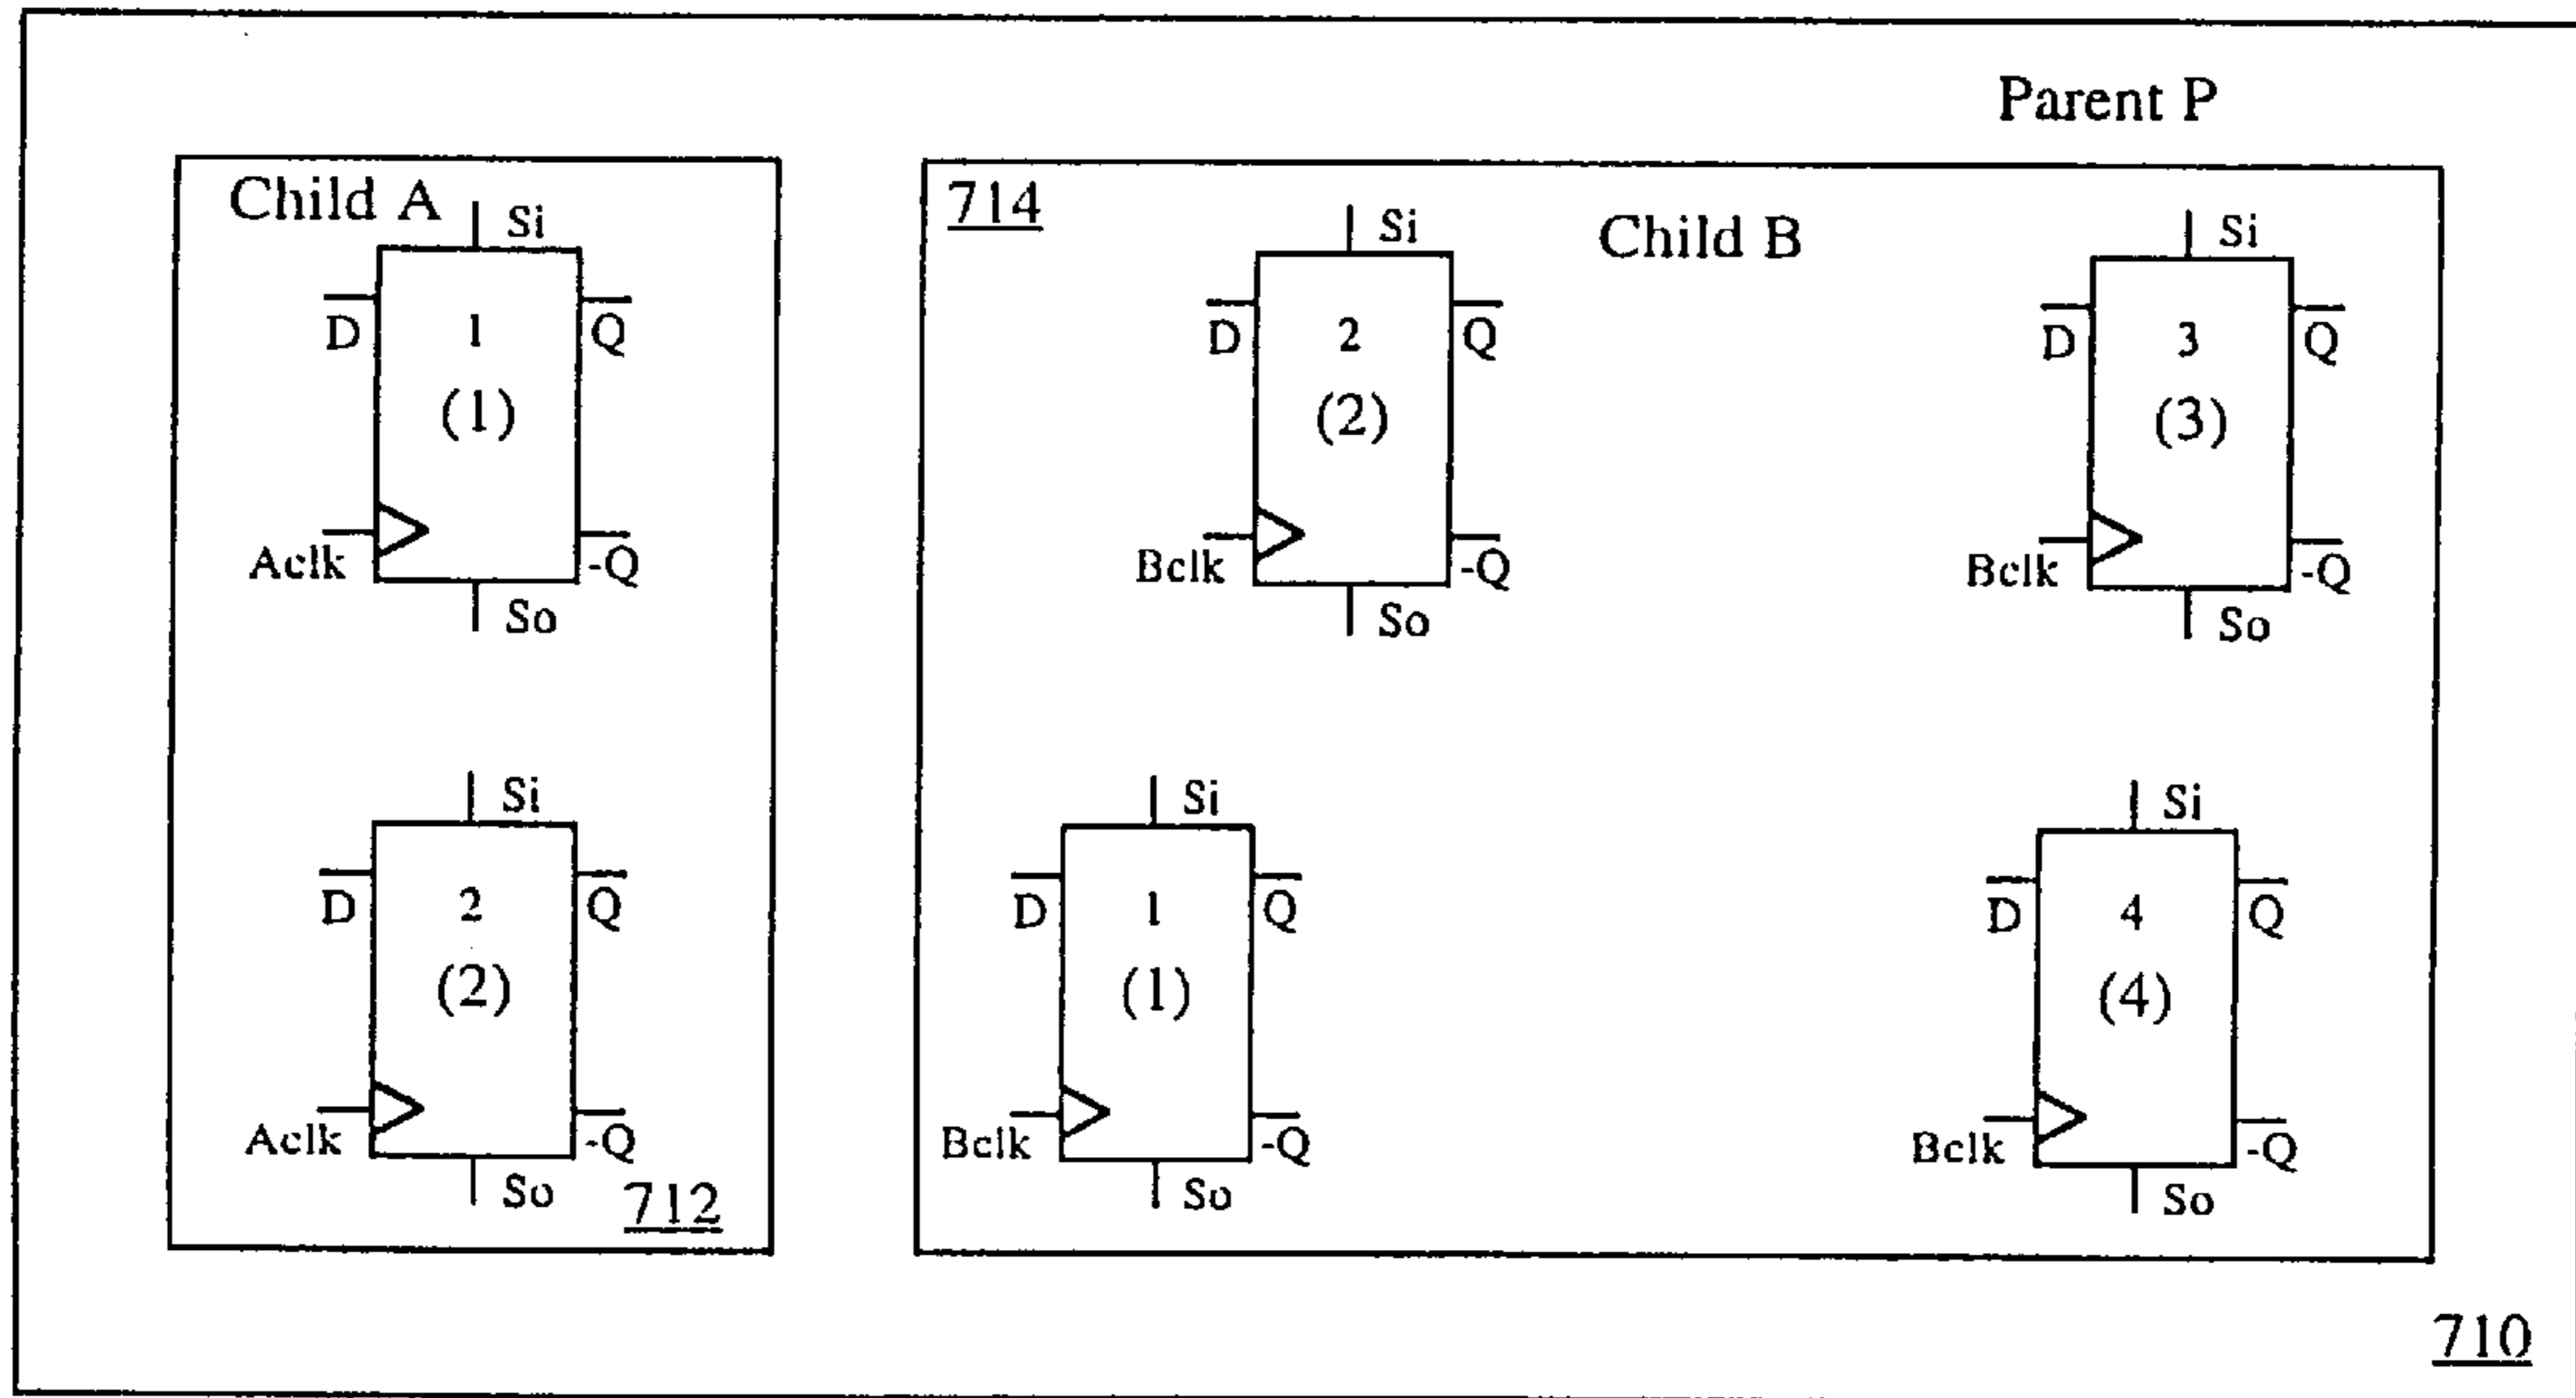 Parent P
Child A
Si
D
1
Q
(1)
Aclk
-Q
So
Si
D
2
Q
(2)
Aclk
-Q
So
712
714
Child B
Si
D
2
Q
(2)
Bclk
-Q
So
Si
D
3
Q
(3)
Bclk
-Q
So
Si
D
1
Q
(1)
Bclk
-Q
So
Si
D
4
Q
(4)
Bclk
-Q
So
710